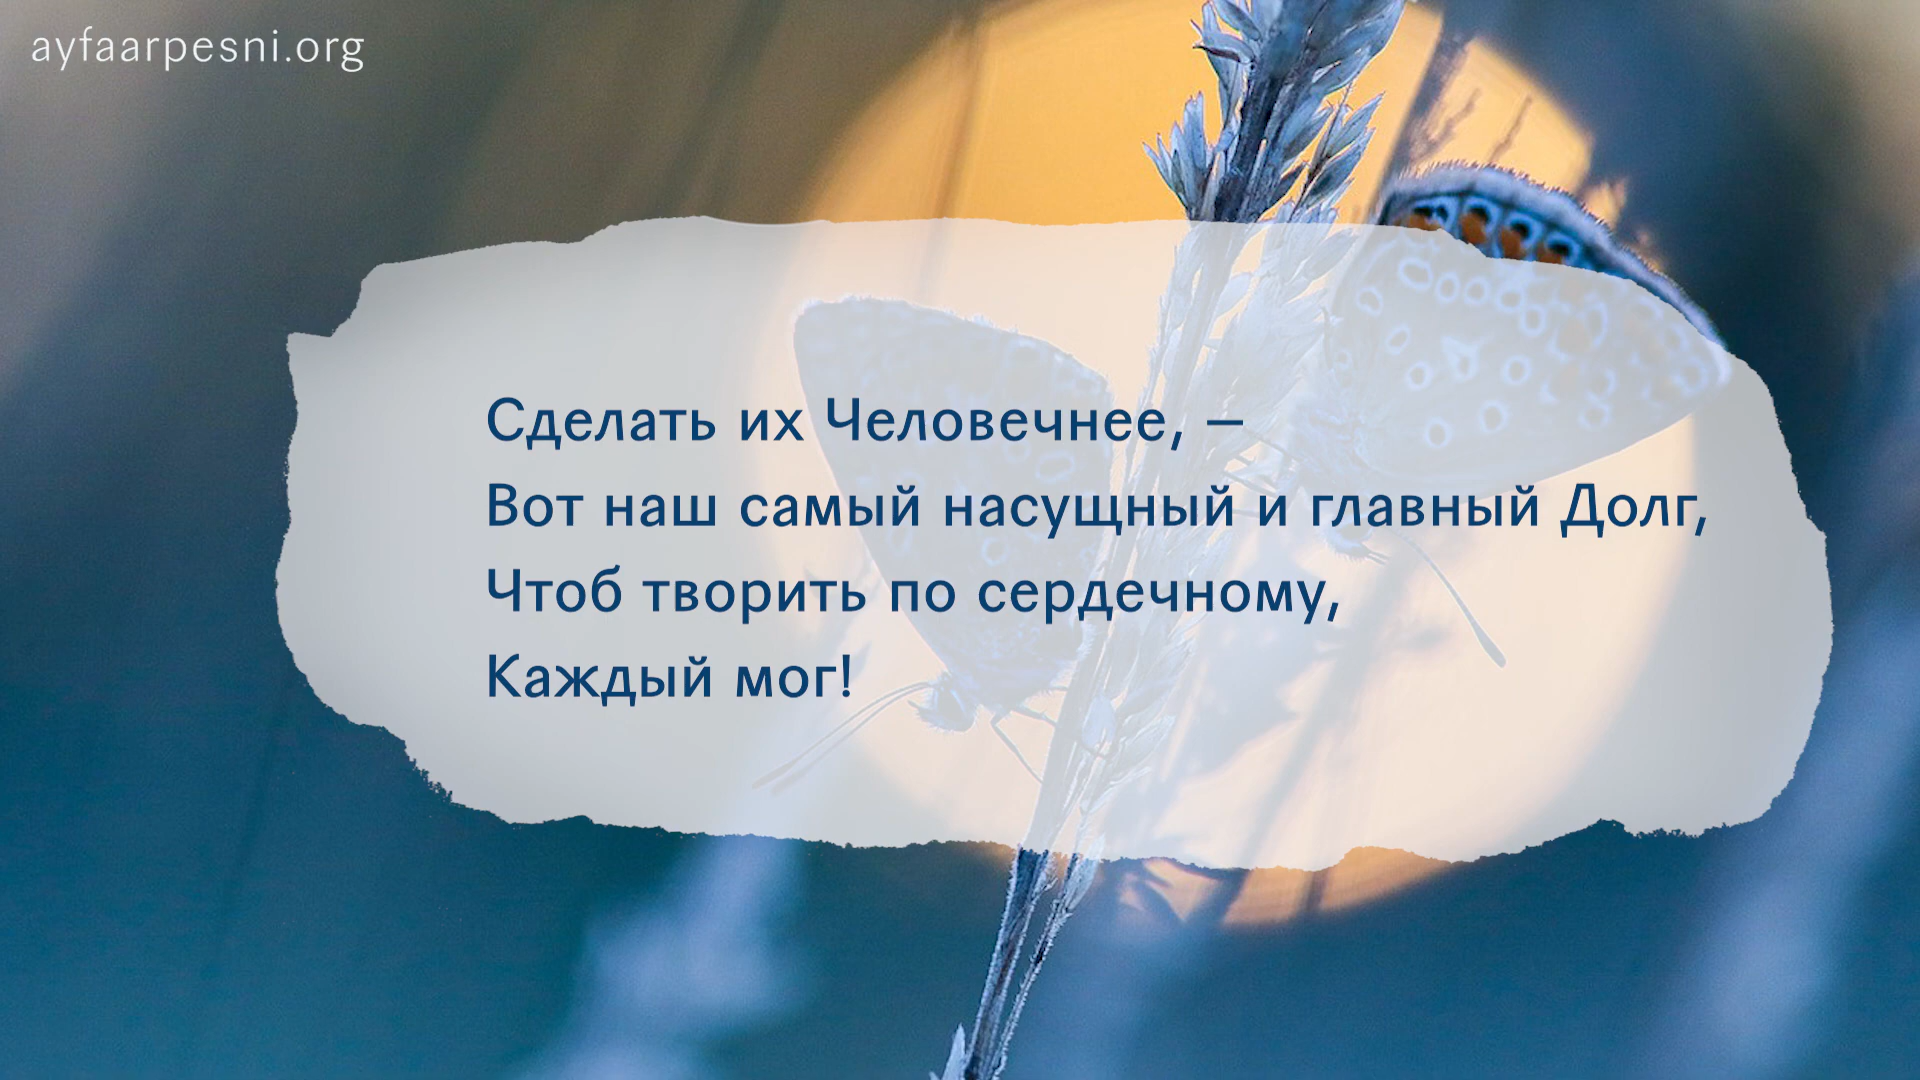 ayfaarpesni.org
Сделать их Человечнее, –
Вот наш самый насущный и главный Долг,
Чтоб творить по сердечному,
Каждый мог!